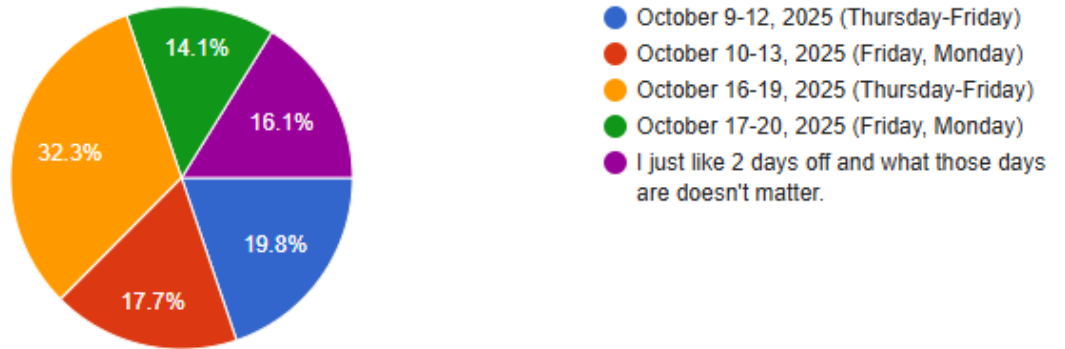 14.1%
16.1%
32.3%
19.8%
17.7%
October 9-12, 2025 (Thursday-Friday)
October 10-13, 2025 (Friday, Monday)
October 16-19, 2025 (Thursday-Friday)
October 17-20, 2025 (Friday, Monday)
I just like 2 days off and what those days
are doesn't matter.